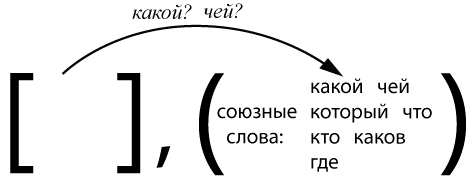 какой? чей?
[ ], (
какой чей
союзные который что
слова: кто каков
где
)